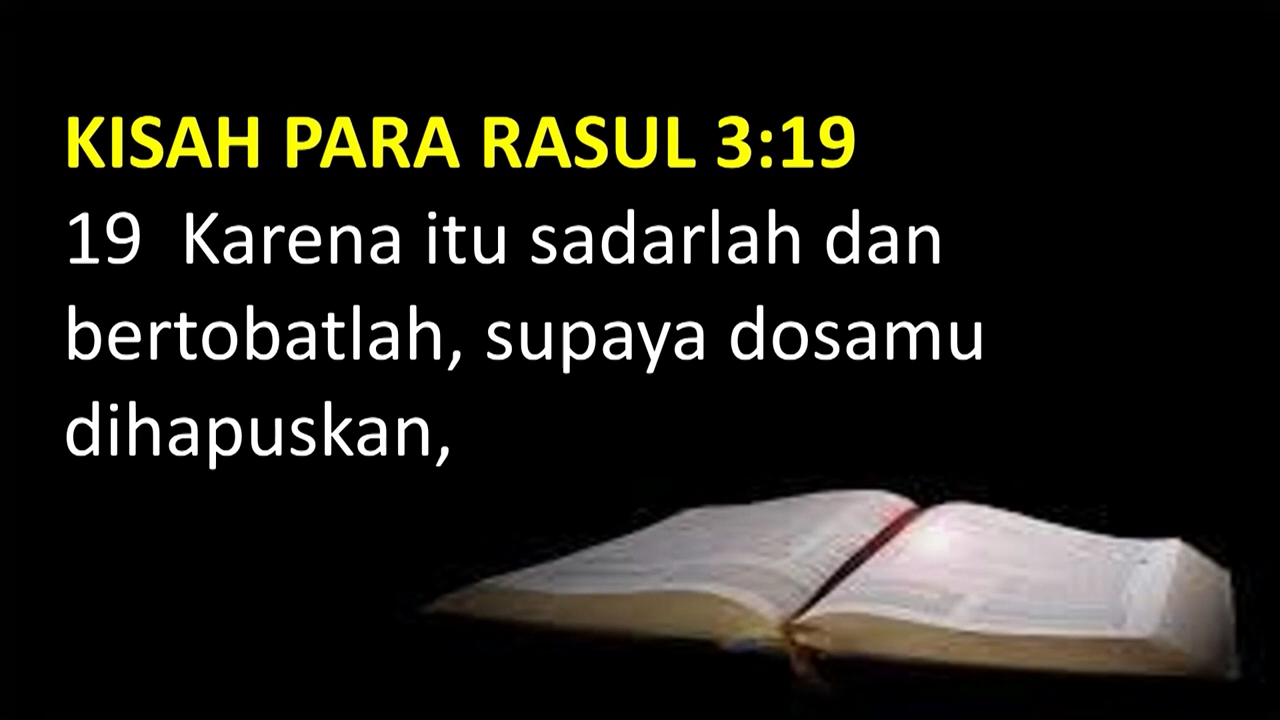 KISAH PARA RASUL 3:19
19 Karena itu sadarlah dan
bertobatlah, supaya dosamu
dihapuskan,